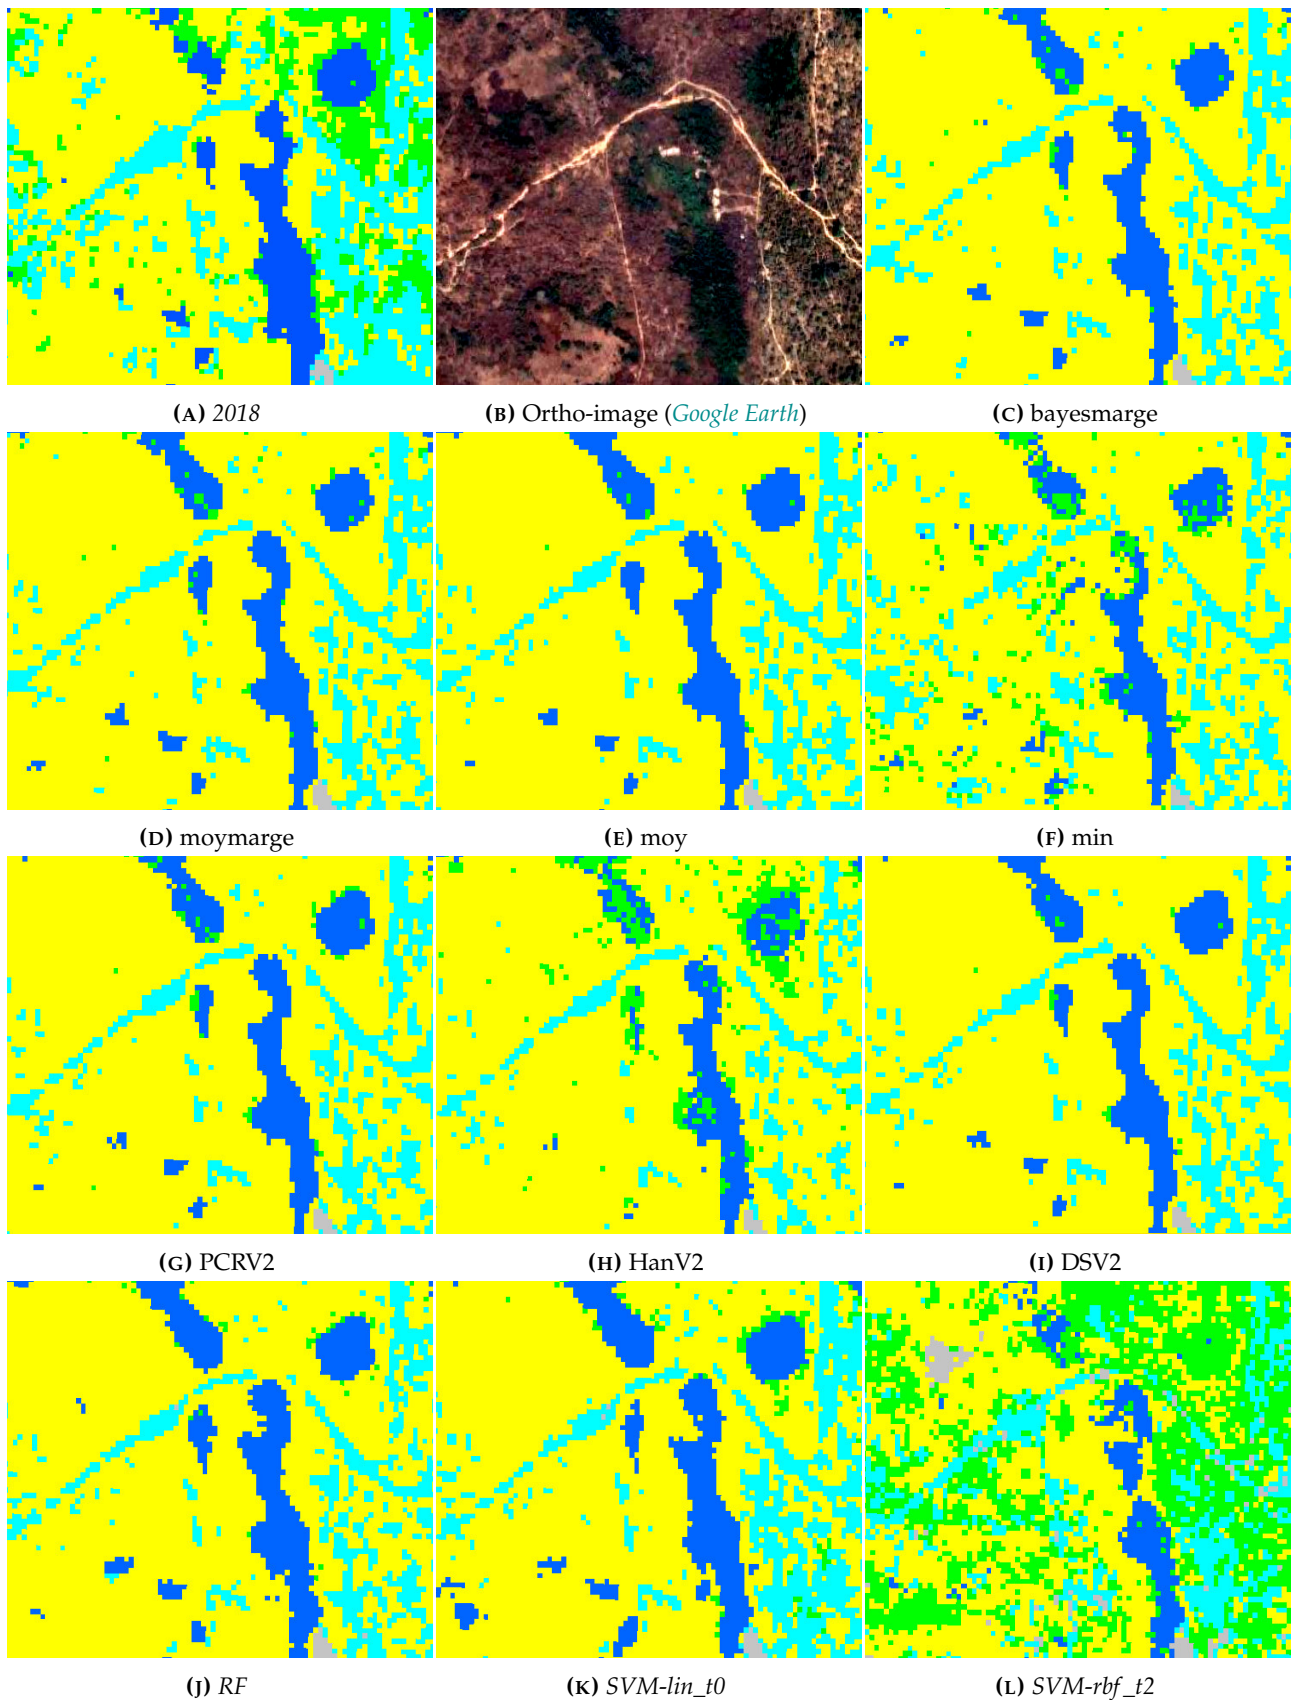 (A) 2018
(B) Ortho-image (Google Earth)
(C) bayesmarge
(D) moymarge
(E) moy
(F) min
(G) PCRV2
(H) HanV2
(I) DSV2
(J) RF
(K) SVM-lin_t0
(L) SVM-rbf_t2